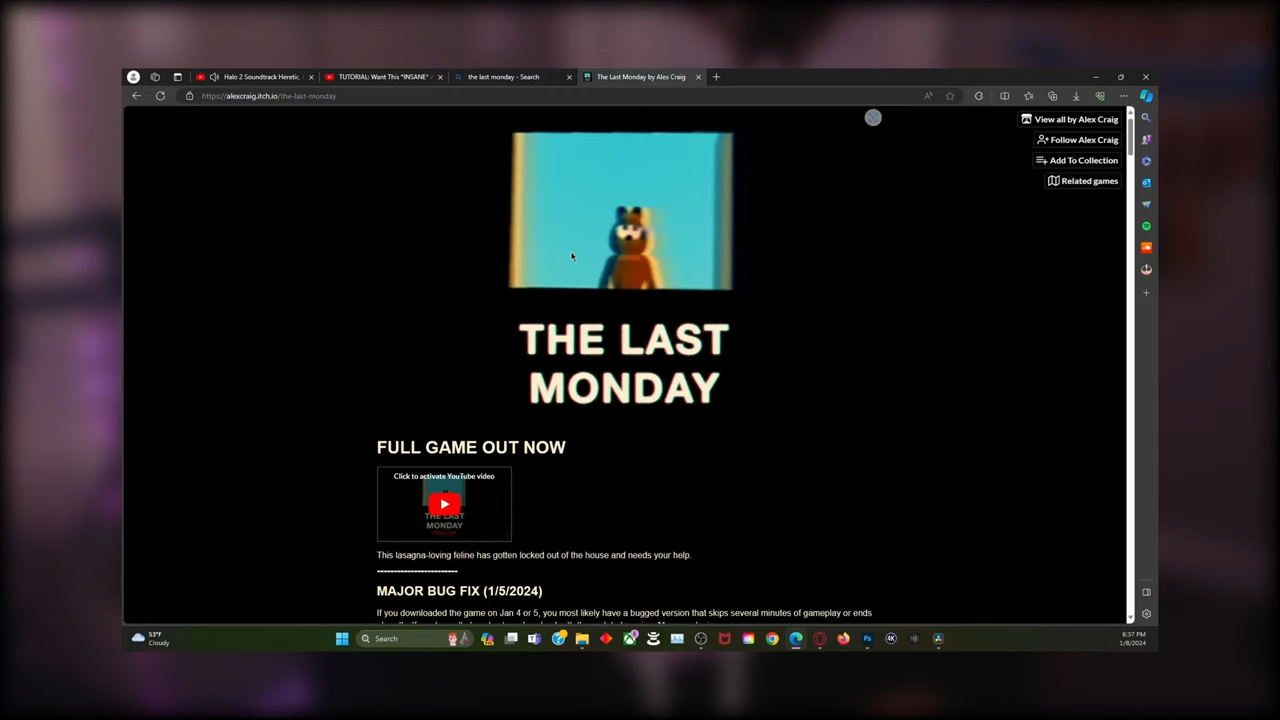 Halo 2 Soundtrack Heretic,
TUTORIAL: Want This *INSANE*
the last monday - Search
The Last Monday by Alex Craig
https://alexcraig.itch.io/the-last-monday
View all by Alex Craig
Follow Alex Craig
Add To Collection
Related games
THE LAST
MONDAY
FULL GAME OUT NOW
Click to activate YouTube video
THE LAST
MONDAY
This lasagna-loving feline has gotten locked out of the house and needs your help.
------------------------
MAJOR BUG FIX (1/5/2024)
If you downloaded the game on Jan 4 or 5, you most likely have a bugged version that skips several minutes of gameplay or ends
53°F
Cloudy
Search
6:37 PM
1/8/2024